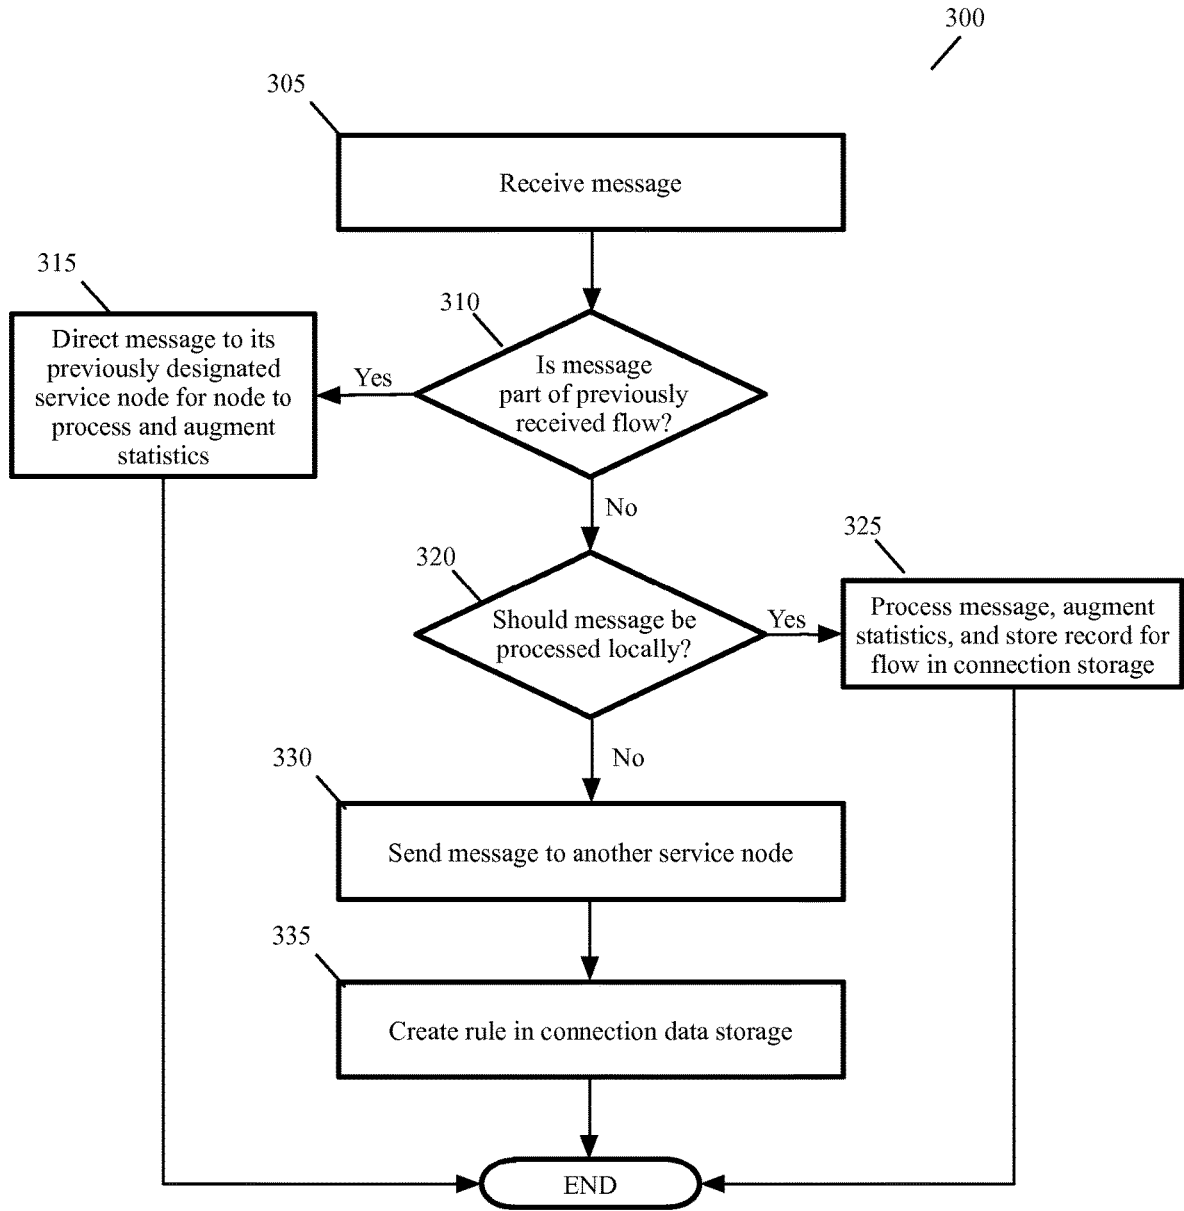 300
305
Receive message
315
Direct message to its
previously designated
service node for node to
process and augment
statistics
310
Is message
part of previously
received flow?
Yes
No
320
Should message be
processed locally?
Yes
325
Process message, augment
statistics, and store record for
flow in connection storage
No
330
Send message to another service node
335
Create rule in connection data storage
END